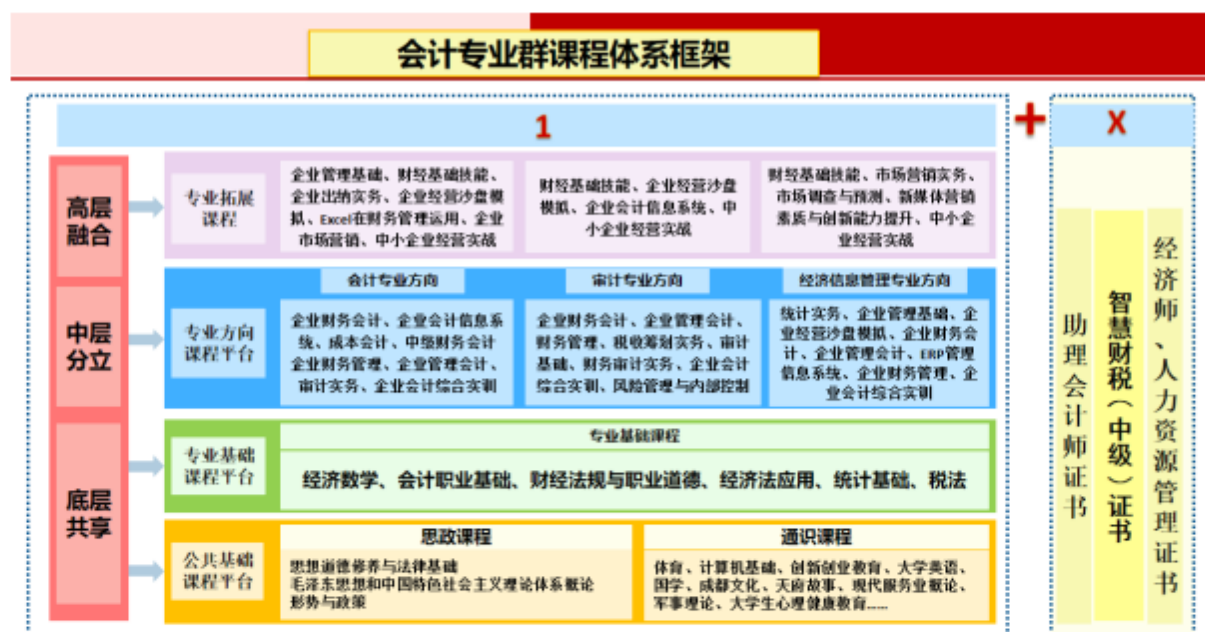 会计专业群课程体系框架
1
+
X
高层
融合
专业拓展
课程
企业管理基础、财经基础技能、
企业出纳实务、企业经营沙盘模
拟、Excel在财务管理运用、企业
市场营销、中小企业经营实战
财经基础技能、企业经营沙盘
模拟、企业会计信息系统、中
小企业经营实战
财经基础技能、市场营销实务、
市场调查与预测、新媒体营销
素质与创新能力提升、中小企
业经营实战
中层
分立
专业方向
课程平台
会计专业方向
企业财务会计、企业会计信息系
统、成本会计、中级财务会计
企业财务管理、企业管理会计、
审计实务、企业会计综合实训
审计专业方向
企业财务会计、企业管理会计、
财务管理、税收筹划实务、审计
基础、财务审计实务、企业会计
综合实训、风险管理与内部控制
经济信息管理专业方向
统计实务、企业管理基础、企
业经营沙盘模拟、企业财务会
计、企业管理会计、ERP管理
信息系统、企业财务管理、企
业会计综合实训
底层
共享
专业基础
课程平台
专业基础课程
经济数学、会计职业基础、财经法规与职业道德、经济法应用、统计基础、税法
公共基础
课程平台
思政课程
思想道德修养与法律基础
毛泽东思想和中国特色社会主义理论体系概论
形势与政策
通识课程
体育、计算机基础、创新创业教育、大学英语、
国学、成都文化、天府故事、现代服务业概论、
军事理论、大学生心理健康教育......
助理会计师证书
智慧财税（中级）证书
经济师、人力资源管理证书